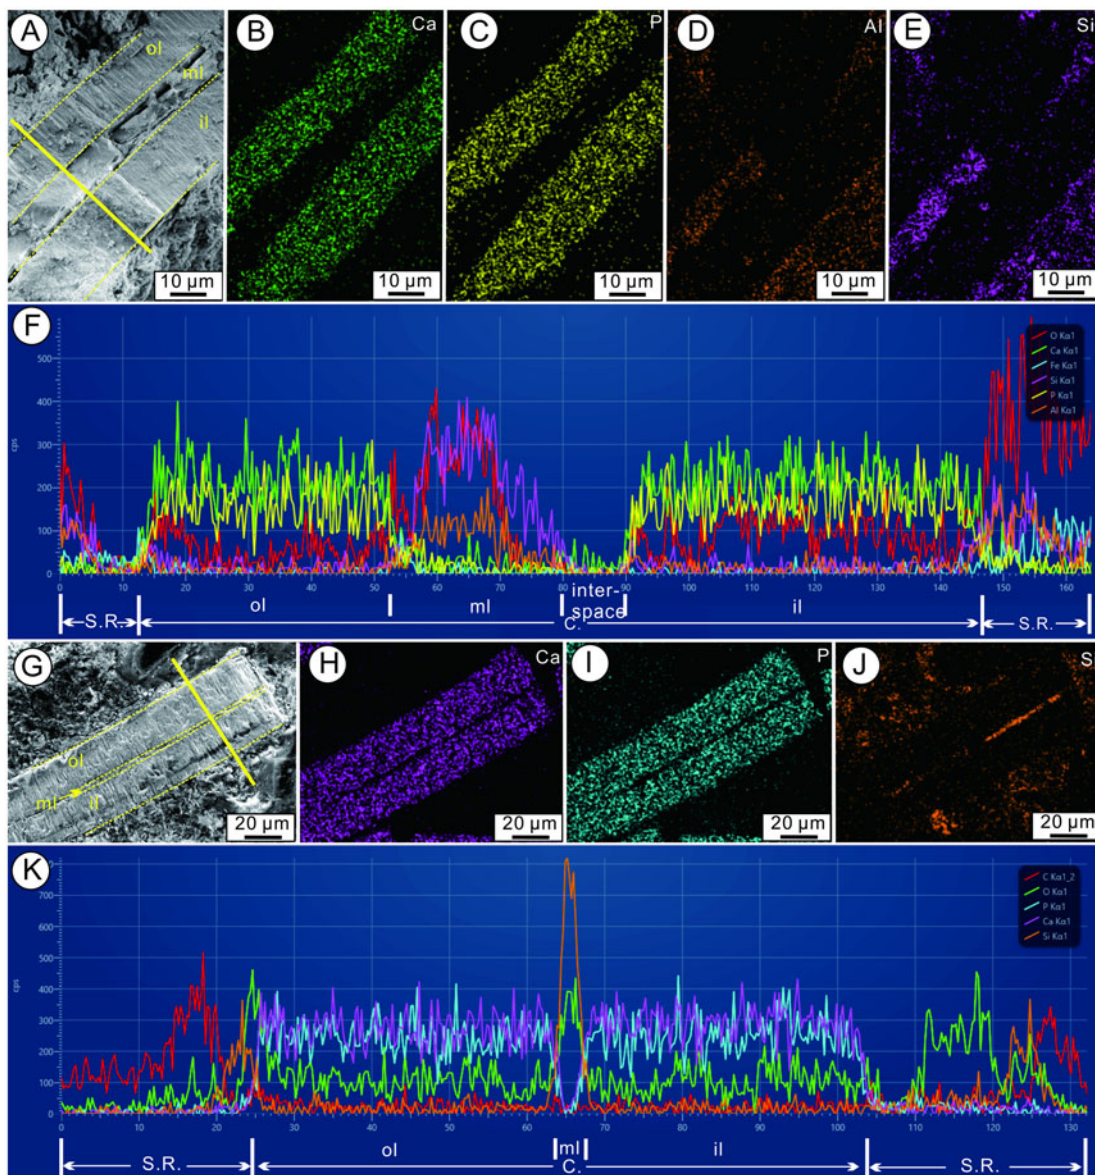 A
ol
ml
il
10 µm
B
Ca
10 µm
C
P
10 µm
D
Al
10 µm
E
Si
10 µm
F
cps
500
400
300
200
100
0
O Kα1
Ca Kα1
Fe Kα1
Si Kα1
P Kα1
Al Kα1
0 10 20 30 40 50 60 70 80 90 100 110 120 130 140 150 160
S.R. ol ml inter-space il S.R.
C.
G
ol
ml
il
20 µm
H
Ca
20 µm
I
P
20 µm
J
Si
20 µm
K
cps
700
600
500
400
300
200
100
0
C Kα1_2
O Kα1
P Kα1
Ca Kα1
Si Kα1
0 10 20 30 40 50 60 70 80 90 100 110 120 130
S.R. ol ml il S.R.
C.